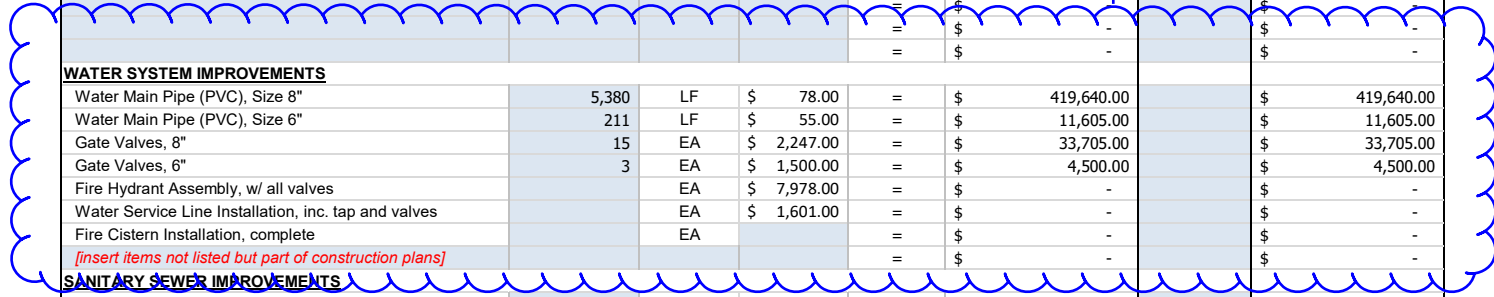 = $ - $ -
= $ - $ -
WATER SYSTEM IMPROVEMENTS
Water Main Pipe (PVC), Size 8" 5,380 LF $ 78.00 = $ 419,640.00 $ 419,640.00
Water Main Pipe (PVC), Size 6" 211 LF $ 55.00 = $ 11,605.00 $ 11,605.00
Gate Valves, 8" 15 EA $ 2,247.00 = $ 33,705.00 $ 33,705.00
Gate Valves, 6" 3 EA $ 1,500.00 = $ 4,500.00 $ 4,500.00
Fire Hydrant Assembly, w/ all valves EA $ 7,978.00 = $ - $ -
Water Service Line Installation, inc. tap and valves EA $ 1,601.00 = $ - $ -
Fire Cistern Installation, complete EA = $ - $ -
[insert items not listed but part of construction plans] = $ - $ -
SANITARY SEWER IMPROVEMENTS